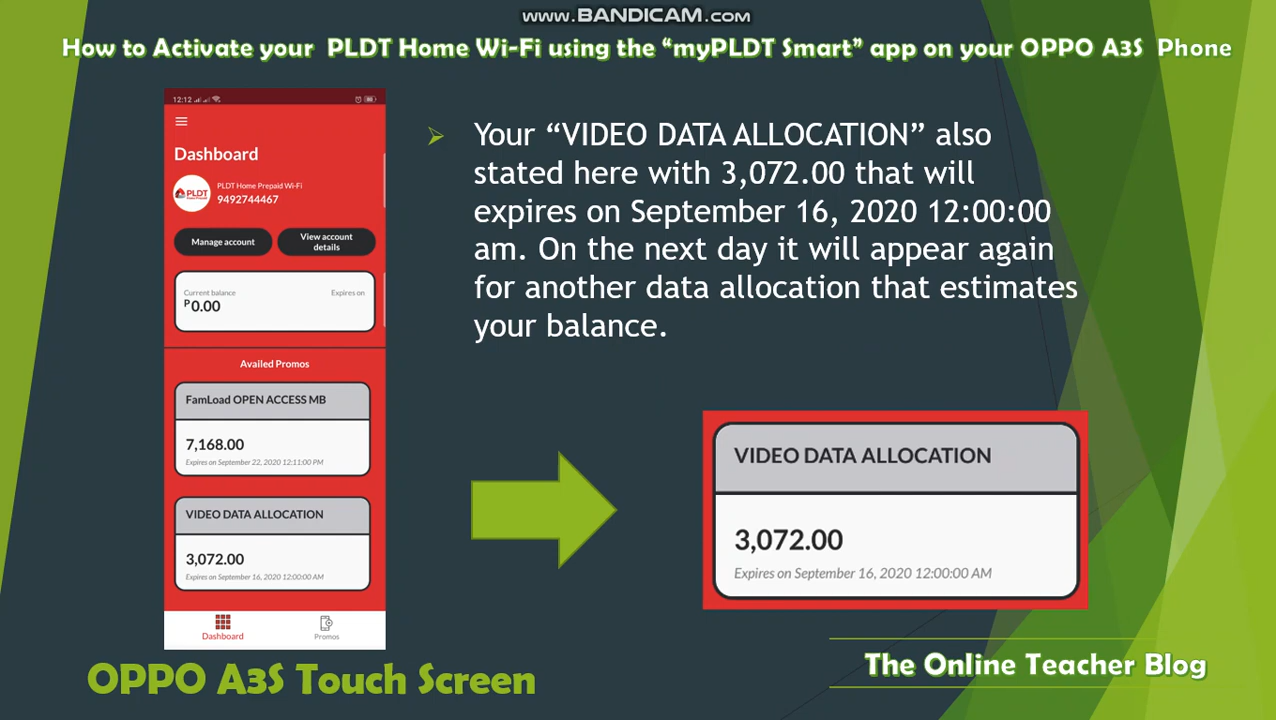 www.BANDICAM.com
How to Activate your PLDT Home Wi-Fi using the “myPLDT Smart” app on your OPPO A3S Phone
12:12
Dashboard
PLDT
PLDT Home Prepaid Wi-Fi
9492744467
Manage account
View account
details
Current balance
Expires on
₱0.00
Availed Promos
FamLoad OPEN ACCESS MB
7,168.00
Expires on September 22, 2020 12:11:00 PM
VIDEO DATA ALLOCATION
3,072.00
Expires on September 16, 2020 12:00:00 AM
Dashboard
Promos
Your “VIDEO DATA ALLOCATION” also
stated here with 3,072.00 that will
expires on September 16, 2020 12:00:00
am. On the next day it will appear again
for another data allocation that estimates
your balance.
VIDEO DATA ALLOCATION
3,072.00
Expires on September 16, 2020 12:00:00 AM
OPPO A3S Touch Screen
The Online Teacher Blog